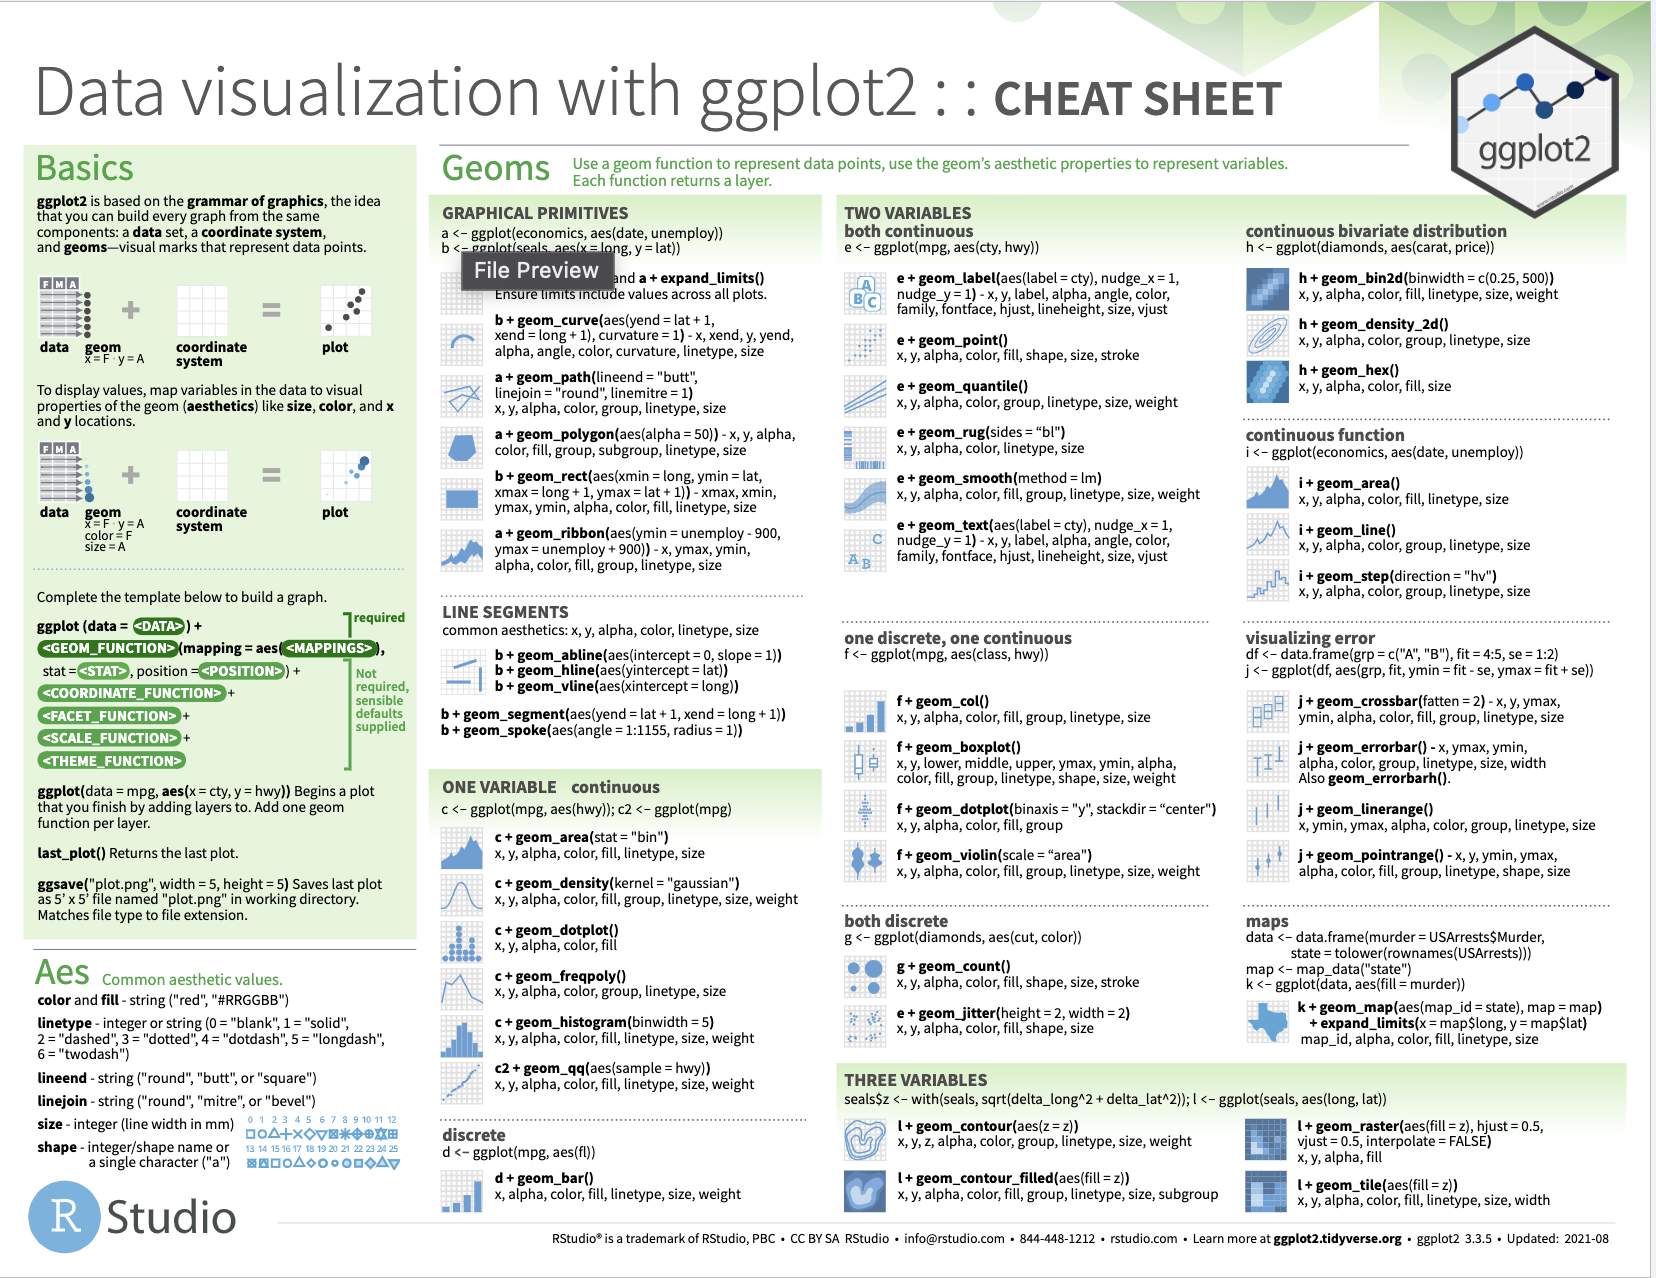 Data visualization with ggplot2 : : CHEAT SHEET
ggplot2
Basics
ggplot2 is based on the grammar of graphics, the idea
that you can build every graph from the same
components: a data set, a coordinate system,
and geoms—visual marks that represent data points.
F M A
+ =
data geom coordinate plot
x = F · y = A system
To display values, map variables in the data to visual
properties of the geom (aesthetics) like size, color, and x
and y locations.
F M A
+ =
data geom coordinate plot
x = F · y = A system
color = F
size = A
Complete the template below to build a graph.
required
ggplot (data = <DATA>) +
<GEOM_FUNCTION>(mapping = aes(<MAPPINGS>),
stat = <STAT>, position = <POSITION>) +
<COORDINATE_FUNCTION> +
<FACET_FUNCTION> +
<SCALE_FUNCTION> +
<THEME_FUNCTION>
Not
required,
sensible
defaults
supplied
ggplot(data = mpg, aes(x = cty, y = hwy)) Begins a plot
that you finish by adding layers to. Add one geom
function per layer.
last_plot() Returns the last plot.
ggsave("plot.png", width = 5, height = 5) Saves last plot
as 5’ x 5’ file named "plot.png" in working directory.
Matches file type to file extension.
Aes Common aesthetic values.
color and fill - string ("red", "#RRGGBB")
linetype - integer or string (0 = "blank", 1 = "solid",
2 = "dashed", 3 = "dotted", 4 = "dotdash", 5 = "longdash",
6 = "twodash")
lineend - string ("round", "butt", or "square")
linejoin - string ("round", "mitre", or "bevel")
size - integer (line width in mm)
0 1 2 3 4 5 6 7 8 9 10 11 12
shape - integer/shape name or
a single character ("a")
13 14 15 16 17 18 19 20 21 22 23 24 25
Geoms
Use a geom function to represent data points, use the geom’s aesthetic properties to represent variables.
Each function returns a layer.
GRAPHICAL PRIMITIVES
a <- ggplot(economics, aes(date, unemploy))
b <- ggplot(seals, aes(x = long, y = lat))
File Preview
and a + expand_limits()
Ensure limits include values across all plots.
b + geom_curve(aes(yend = lat + 1,
xend = long + 1), curvature = 1) - x, xend, y, yend,
alpha, angle, color, curvature, linetype, size
a + geom_path(lineend = "butt",
linejoin = "round", linemitre = 1)
x, y, alpha, color, group, linetype, size
a + geom_polygon(aes(alpha = 50)) - x, y, alpha,
color, fill, group, subgroup, linetype, size
b + geom_rect(aes(xmin = long, ymin = lat,
xmax = long + 1, ymax = lat + 1)) - xmax, xmin,
ymax, ymin, alpha, color, fill, linetype, size
a + geom_ribbon(aes(ymin = unemploy - 900,
ymax = unemploy + 900)) - x, ymax, ymin,
alpha, color, fill, group, linetype, size
LINE SEGMENTS
common aesthetics: x, y, alpha, color, linetype, size
b + geom_abline(aes(intercept = 0, slope = 1))
b + geom_hline(aes(yintercept = lat))
b + geom_vline(aes(xintercept = long))
b + geom_segment(aes(yend = lat + 1, xend = long + 1))
b + geom_spoke(aes(angle = 1:1155, radius = 1))
ONE VARIABLE continuous
c <- ggplot(mpg, aes(hwy)); c2 <- ggplot(mpg)
c + geom_area(stat = "bin")
x, y, alpha, color, fill, linetype, size
c + geom_density(kernel = "gaussian")
x, y, alpha, color, fill, group, linetype, size, weight
c + geom_dotplot()
x, y, alpha, color, fill
c + geom_freqpoly()
x, y, alpha, color, group, linetype, size
c + geom_histogram(binwidth = 5)
x, y, alpha, color, fill, linetype, size, weight
c2 + geom_qq(aes(sample = hwy))
x, y, alpha, color, fill, linetype, size, weight
discrete
d <- ggplot(mpg, aes(fl))
d + geom_bar()
x, alpha, color, fill, linetype, size, weight
TWO VARIABLES
both continuous
e <- ggplot(mpg, aes(cty, hwy))
A
B C
e + geom_label(aes(label = cty), nudge_x = 1,
nudge_y = 1) - x, y, label, alpha, angle, color,
family, fontface, hjust, lineheight, size, vjust
e + geom_point()
x, y, alpha, color, fill, shape, size, stroke
e + geom_quantile()
x, y, alpha, color, group, linetype, size, weight
e + geom_rug(sides = “bl")
x, y, alpha, color, linetype, size
e + geom_smooth(method = lm)
x, y, alpha, color, fill, group, linetype, size, weight
C
A B
e + geom_text(aes(label = cty), nudge_x = 1,
nudge_y = 1) - x, y, label, alpha, angle, color,
family, fontface, hjust, lineheight, size, vjust
one discrete, one continuous
f <- ggplot(mpg, aes(class, hwy))
f + geom_col()
x, y, alpha, color, fill, group, linetype, size
f + geom_boxplot()
x, y, lower, middle, upper, ymax, ymin, alpha,
color, fill, group, linetype, shape, size, weight
f + geom_dotplot(binaxis = "y", stackdir = “center")
x, y, alpha, color, fill, group
f + geom_violin(scale = “area")
x, y, alpha, color, fill, group, linetype, size, weight
both discrete
g <- ggplot(diamonds, aes(cut, color))
g + geom_count()
x, y, alpha, color, fill, shape, size, stroke
e + geom_jitter(height = 2, width = 2)
x, y, alpha, color, fill, shape, size
continuous bivariate distribution
h <- ggplot(diamonds, aes(carat, price))
h + geom_bin2d(binwidth = c(0.25, 500))
x, y, alpha, color, fill, linetype, size, weight
h + geom_density_2d()
x, y, alpha, color, group, linetype, size
h + geom_hex()
x, y, alpha, color, fill, size
continuous function
i <- ggplot(economics, aes(date, unemploy))
i + geom_area()
x, y, alpha, color, fill, linetype, size
i + geom_line()
x, y, alpha, color, group, linetype, size
i + geom_step(direction = "hv")
x, y, alpha, color, group, linetype, size
visualizing error
df <- data.frame(grp = c("A", "B"), fit = 4:5, se = 1:2)
j <- ggplot(df, aes(grp, fit, ymin = fit - se, ymax = fit + se))
j + geom_crossbar(fatten = 2) - x, y, ymax,
ymin, alpha, color, fill, group, linetype, size
j + geom_errorbar() - x, ymax, ymin,
alpha, color, group, linetype, size, width
Also geom_errorbarh().
j + geom_linerange()
x, ymin, ymax, alpha, color, group, linetype, size
j + geom_pointrange() - x, y, ymin, ymax,
alpha, color, fill, group, linetype, shape, size
maps
data <- data.frame(murder = USArrests$Murder,
state = tolower(rownames(USArrests)))
map <- map_data("state")
k <- ggplot(data, aes(fill = murder))
k + geom_map(aes(map_id = state), map = map)
+ expand_limits(x = map$long, y = map$lat)
map_id, alpha, color, fill, linetype, size
THREE VARIABLES
seals$z <- with(seals, sqrt(delta_long^2 + delta_lat^2)); l <- ggplot(seals, aes(long, lat))
l + geom_contour(aes(z = z))
x, y, z, alpha, color, group, linetype, size, weight
l + geom_contour_filled(aes(fill = z))
x, y, alpha, color, fill, group, linetype, size, subgroup
l + geom_raster(aes(fill = z), hjust = 0.5,
vjust = 0.5, interpolate = FALSE)
x, y, alpha, fill
l + geom_tile(aes(fill = z))
x, y, alpha, color, fill, linetype, size, width
R Studio
RStudio® is a trademark of RStudio, PBC • CC BY SA RStudio • info@rstudio.com • 844-448-1212 • rstudio.com • Learn more at ggplot2.tidyverse.org • ggplot2 3.3.5 • Updated: 2021-08